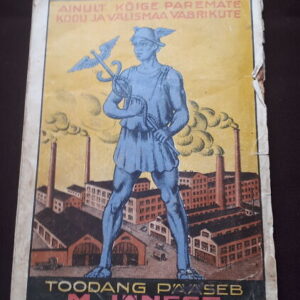 AINULT KÕIGE PAREMATE
KODU JA VÄLISMAA VABRIKUTE
TOODANG PÄÄSEB